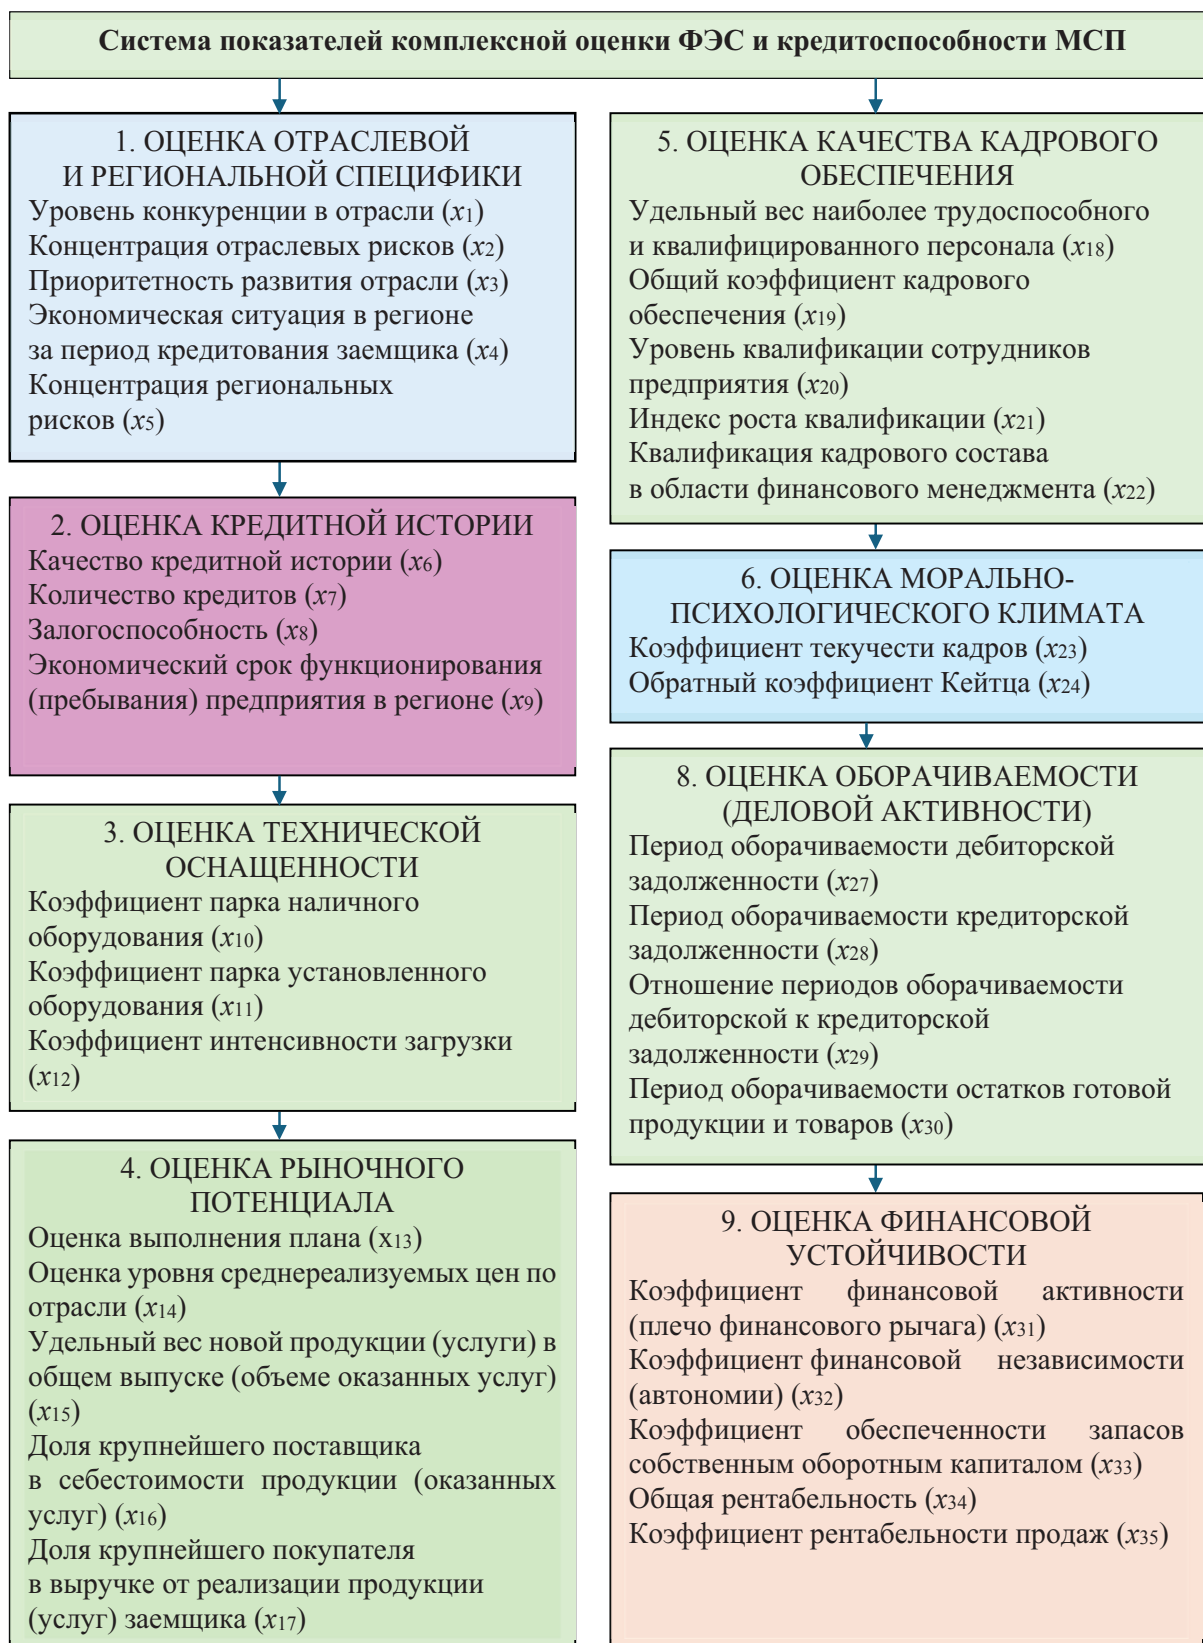 Система показателей комплексной оценки ФЭС и кредитоспособности МСП
1. ОЦЕНКА ОТРАСЛЕВОЙ
И РЕГИОНАЛЬНОЙ СПЕЦИФИКИ
Уровень конкуренции в отрасли (x1)
Концентрация отраслевых рисков (x2)
Приоритетность развития отрасли (x3)
Экономическая ситуация в регионе
за период кредитования заемщика (x4)
Концентрация региональных
рисков (x5)
2. ОЦЕНКА КРЕДИТНОЙ ИСТОРИИ
Качество кредитной истории (x6)
Количество кредитов (x7)
Залогоспособность (x8)
Экономический срок функционирования
(пребывания) предприятия в регионе (x9)
3. ОЦЕНКА ТЕХНИЧЕСКОЙ
ОСНАЩЕННОСТИ
Коэффициент парка наличного
оборудования (x10)
Коэффициент парка установленного
оборудования (x11)
Коэффициент интенсивности загрузки
(x12)
4. ОЦЕНКА РЫНОЧНОГО
ПОТЕНЦИАЛА
Оценка выполнения плана (x13)
Оценка уровня среднереализуемых цен по
отрасли (x14)
Удельный вес новой продукции (услуги) в
общем выпуске (объеме оказанных услуг)
(x15)
Доля крупнейшего поставщика
в себестоимости продукции (оказанных
услуг) (x16)
Доля крупнейшего покупателя
в выручке от реализации продукции
(услуг) заемщика (x17)
5. ОЦЕНКА КАЧЕСТВА КАДРОВОГО
ОБЕСПЕЧЕНИЯ
Удельный вес наиболее трудоспособного
и квалифицированного персонала (x18)
Общий коэффициент кадрового
обеспечения (x19)
Уровень квалификации сотрудников
предприятия (x20)
Индекс роста квалификации (x21)
Квалификация кадрового состава
в области финансового менеджмента (x22)
6. ОЦЕНКА МОРАЛЬНО-
ПСИХОЛОГИЧЕСКОГО КЛИМАТА
Коэффициент текучести кадров (x23)
Обратный коэффициент Кейтца (x24)
8. ОЦЕНКА ОБОРАЧИВАЕМОСТИ
(ДЕЛОВОЙ АКТИВНОСТИ)
Период оборачиваемости дебиторской
задолженности (x27)
Период оборачиваемости кредиторской
задолженности (x28)
Отношение периодов оборачиваемости
дебиторской к кредиторской
задолженности (x29)
Период оборачиваемости остатков готовой
продукции и товаров (x30)
9. ОЦЕНКА ФИНАНСОВОЙ
УСТОЙЧИВОСТИ
Коэффициент финансовой активности
(плечо финансового рычага) (x31)
Коэффициент финансовой независимости
(автономии) (x32)
Коэффициент обеспеченности запасов
собственным оборотным капиталом (x33)
Общая рентабельность (x34)
Коэффициент рентабельности продаж (x35)